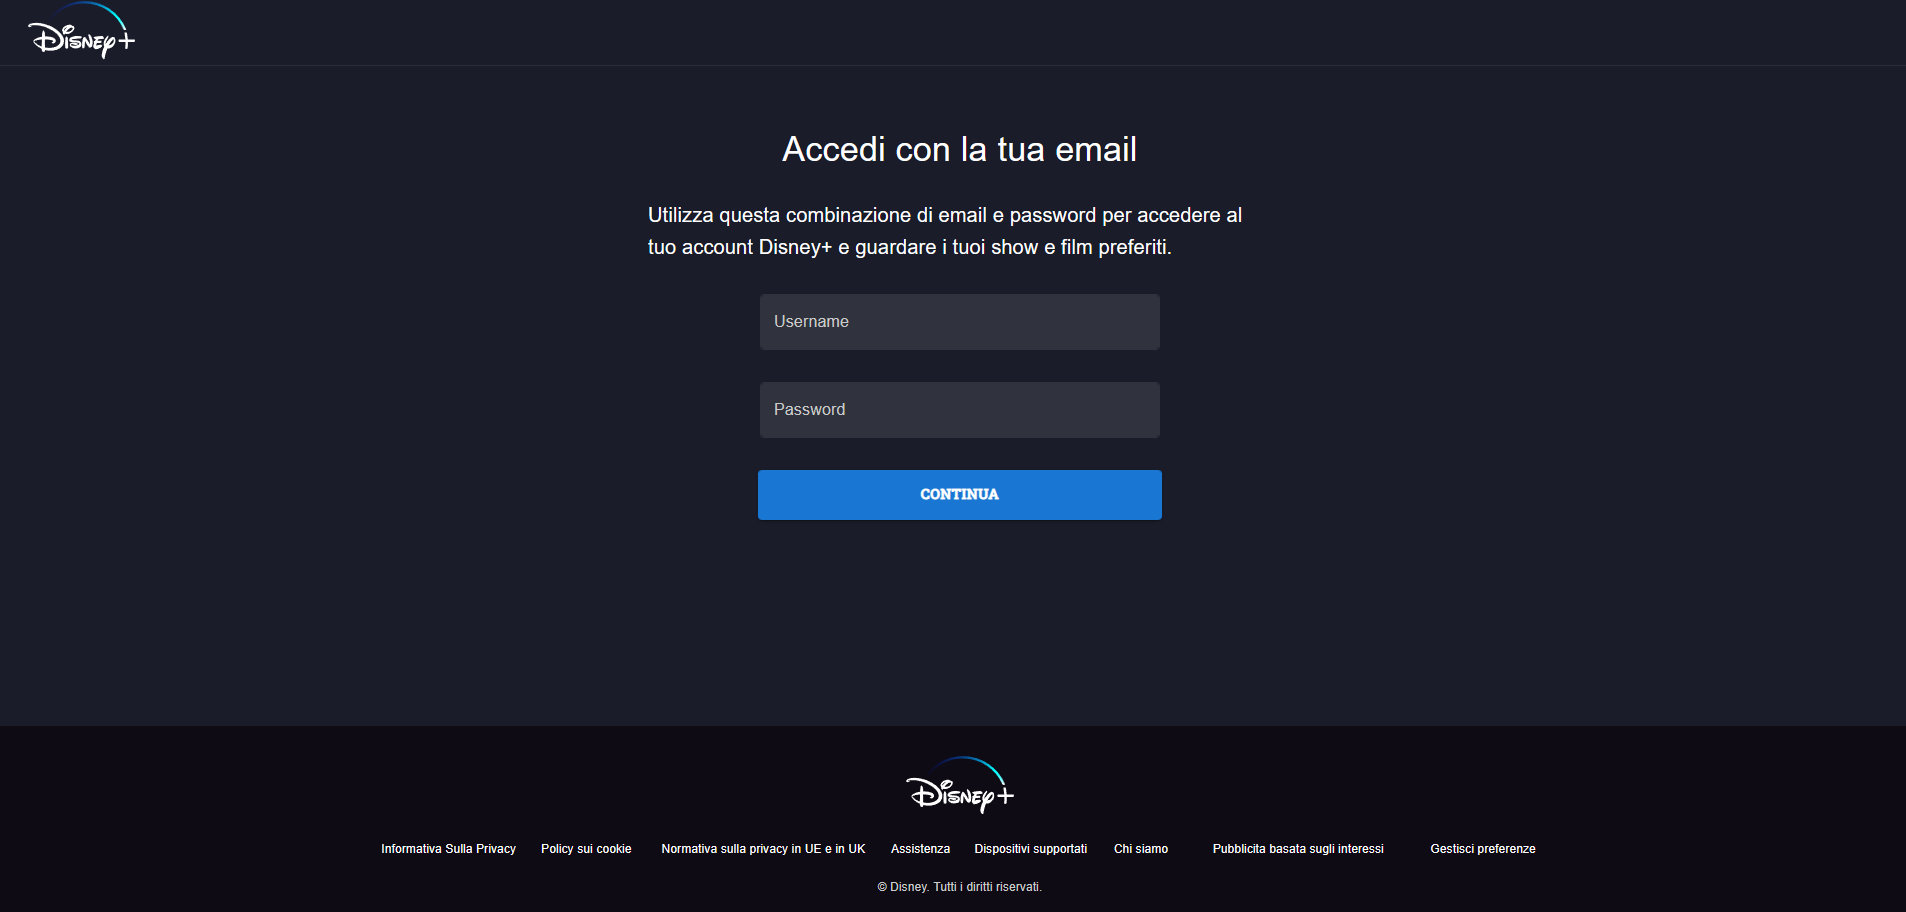 Disney+
Accedi con la tua email
Utilizza questa combinazione di email e password per accedere al
tuo account Disney+ e guardare i tuoi show e film preferiti.
Username
Password
CONTINUA
Disney+
Informativa Sulla Privacy Policy sui cookie Normativa sulla privacy in UE e in UK Assistenza Dispositivi supportati Chi siamo Pubblicita basata sugli interessi Gestisci preferenze
© Disney. Tutti i diritti riservati.